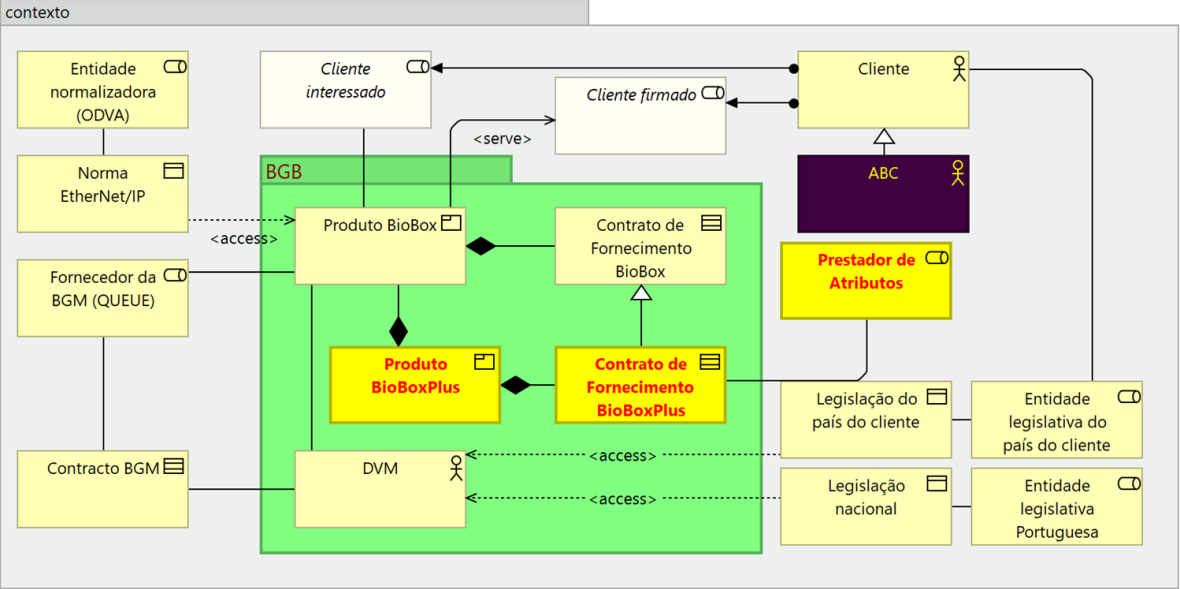 contexto
Entidade
normalizadora
(ODVA)
Cliente
interessado
Cliente firmado
Cliente
<serve>
Norma
EtherNet/IP
BGB
ABC
<access>
Produto BioBox
Contrato de
Fornecimento
BioBox
Prestador de
Atributos
Fornecedor da
BGM (QUEUE)
Produto
BioBoxPlus
Contrato de
Fornecimento
BioBoxPlus
Legislação do
país do cliente
Entidade
legislativa do
país do cliente
Contracto BGM
DVM
<access>
<access>
Legislação
nacional
Entidade
legislativa
Portuguesa